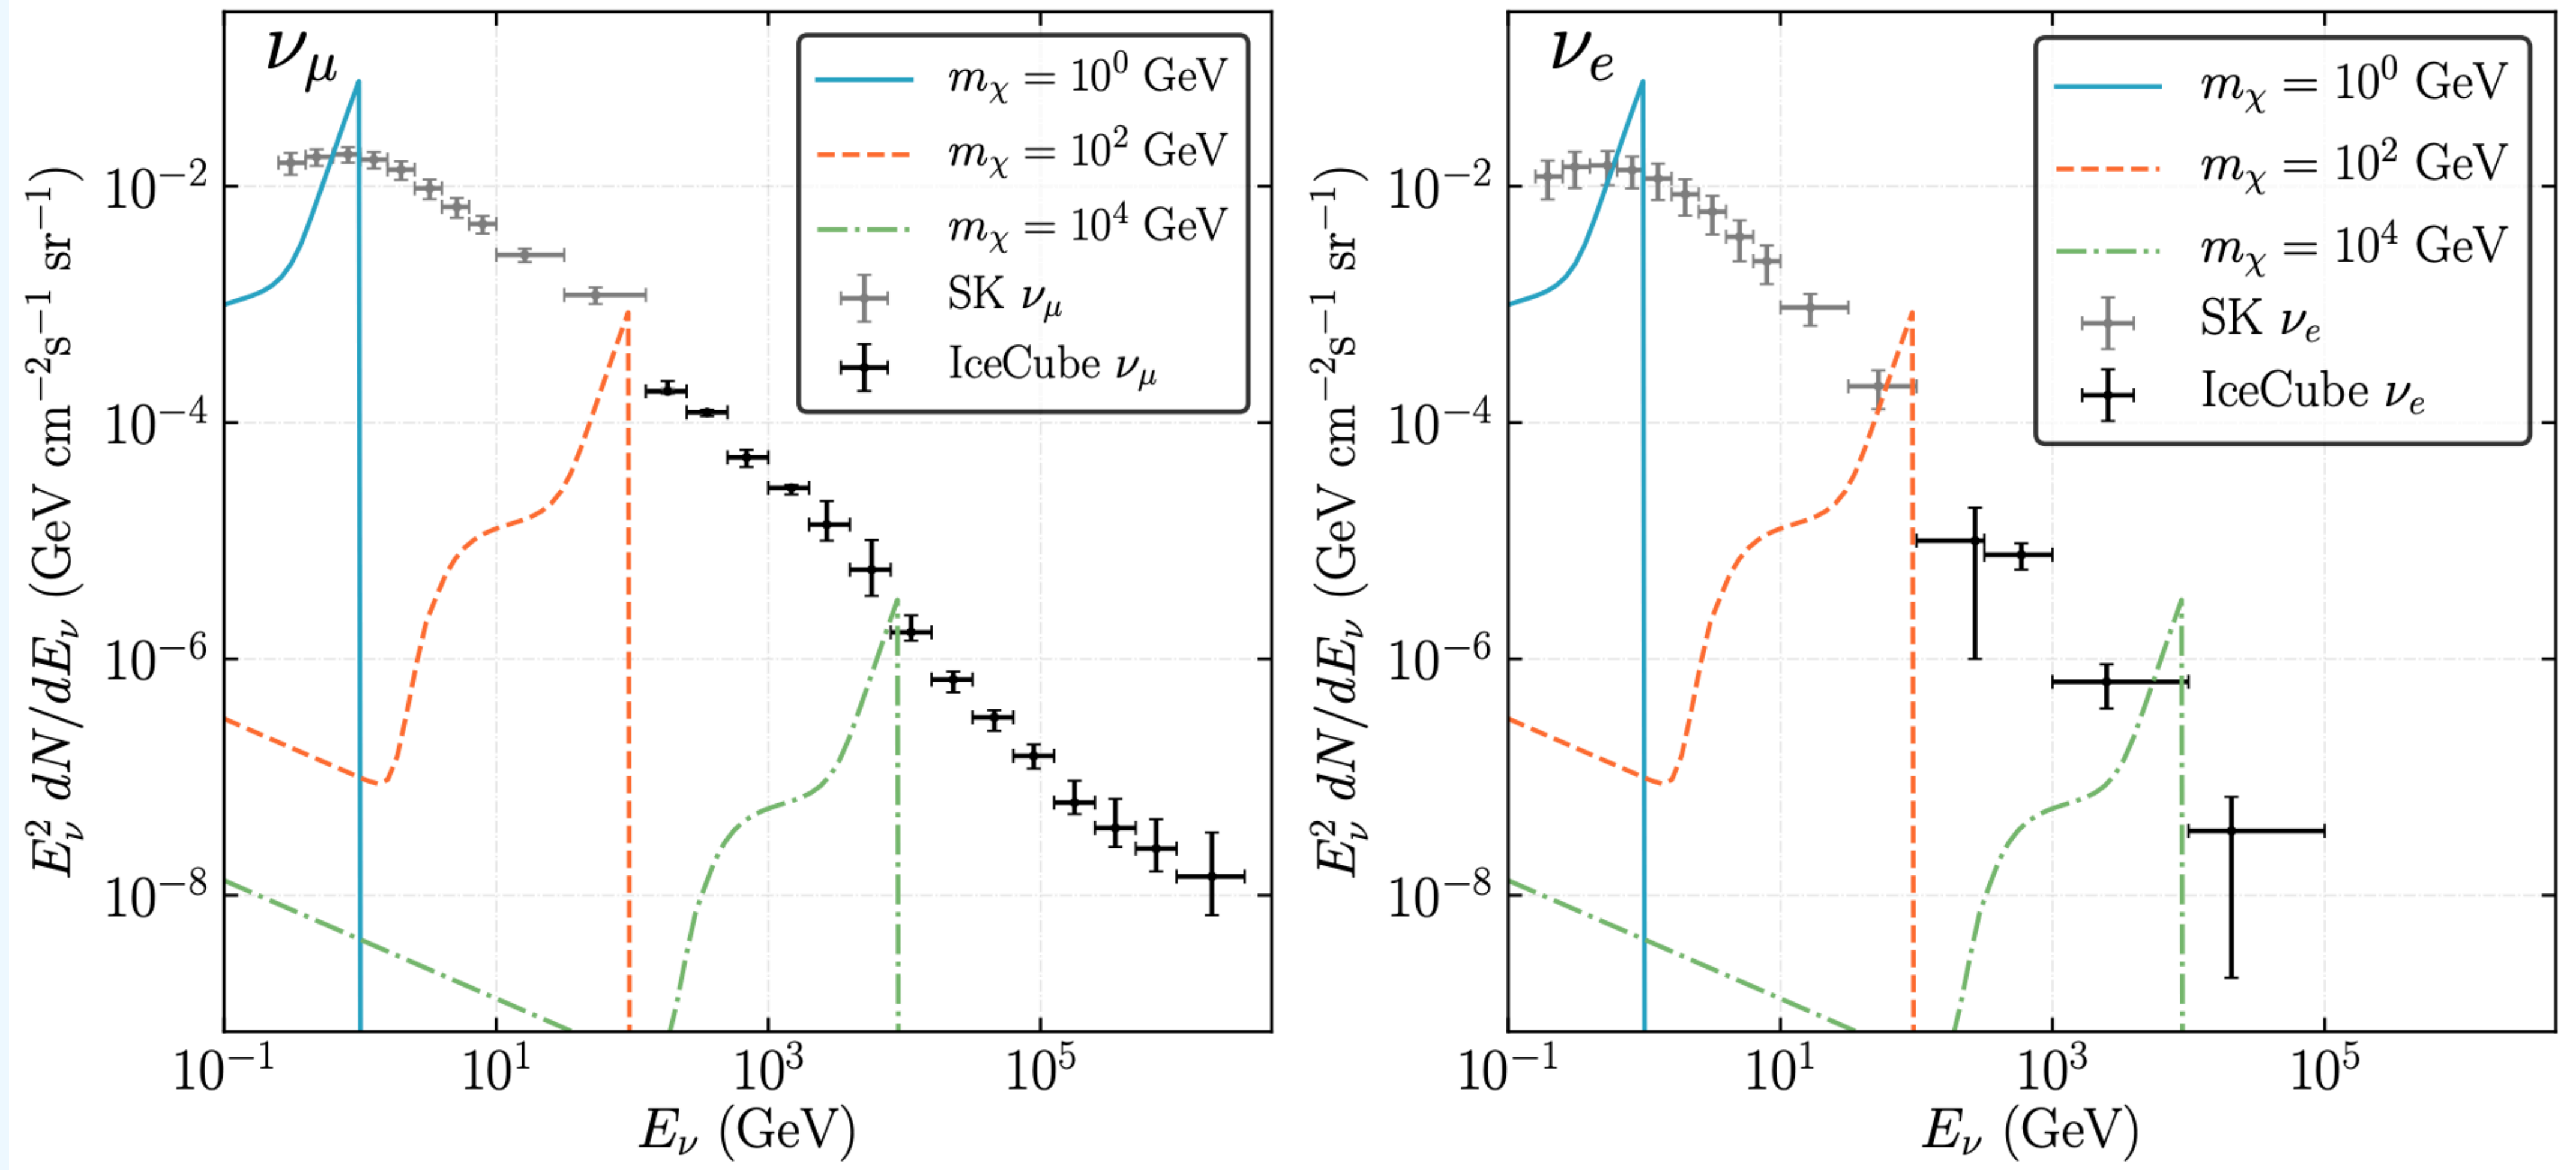 ν_μ
m_χ = 10^0 GeV
m_χ = 10^2 GeV
m_χ = 10^4 GeV
SK ν_μ
IceCube ν_μ
E_ν^2 dN/dE_ν (GeV cm^−2 s^−1 sr^−1)
10^−2
10^−4
10^−6
10^−8
10^−1 10^1 10^3 10^5
E_ν (GeV)
ν_e
m_χ = 10^0 GeV
m_χ = 10^2 GeV
m_χ = 10^4 GeV
SK ν_e
IceCube ν_e
E_ν^2 dN/dE_ν (GeV cm^−2 s^−1 sr^−1)
10^−2
10^−4
10^−6
10^−8
10^−1 10^1 10^3 10^5
E_ν (GeV)